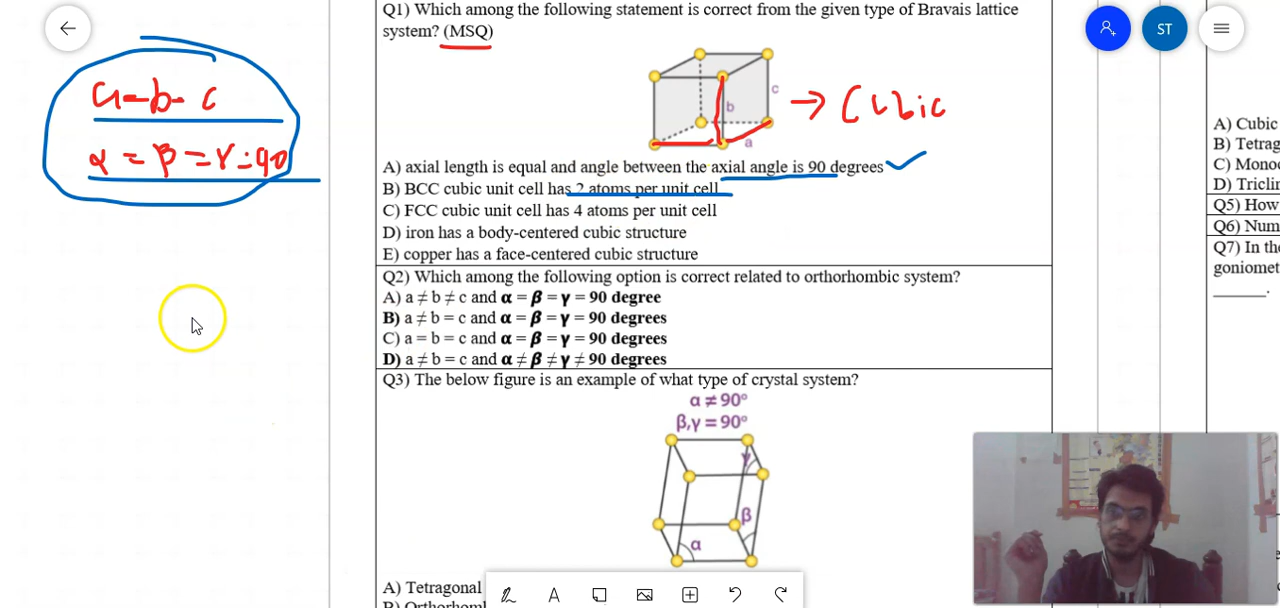 Q1) Which among the following statement is correct from the given type of Bravais lattice
system? (MSQ)
a = b = c
α = β = γ = 90
b
c
a
→ Cubic
A) axial length is equal and angle between the axial angle is 90 degrees
B) BCC cubic unit cell has 2 atoms per unit cell
C) FCC cubic unit cell has 4 atoms per unit cell
D) iron has a body-centered cubic structure
E) copper has a face-centered cubic structure
Q2) Which among the following option is correct related to orthorhombic system?
A) a ≠ b ≠ c and α = β = γ = 90 degree
B) a ≠ b = c and α = β = γ = 90 degrees
C) a = b = c and α = β = γ = 90 degrees
D) a ≠ b = c and α ≠ β ≠ γ ≠ 90 degrees
Q3) The below figure is an example of what type of crystal system?
α ≠ 90°
β,γ = 90°
γ
β
α
A) Tetragonal
ST
A) Cubic
B) Tetrag
C) Mono
D) Triclin
Q5) How
Q6) Num
Q7) In the
goniomet
______.
A